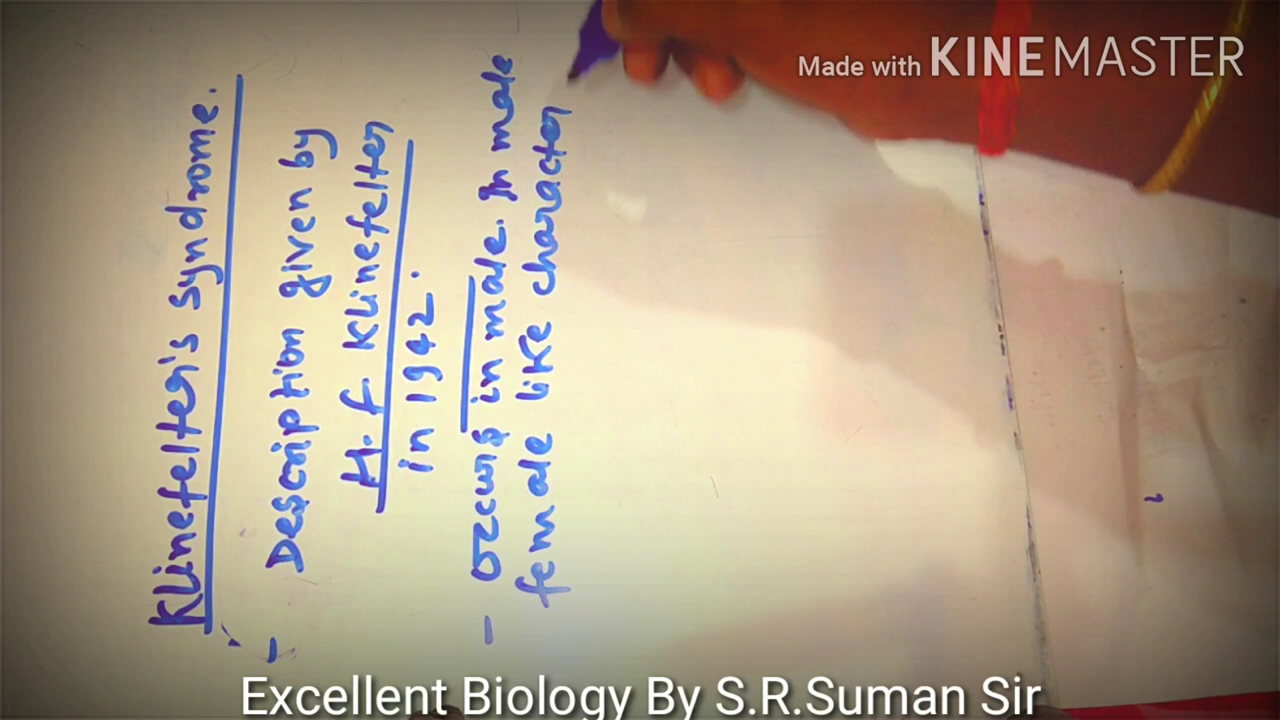 Klinefelter's syndrome.
- Description given by
H. f Klinefelter
in 1942.
- occurs in male. In male
female like character
Made with KINEMASTER
Excellent Biology By S.R.Suman Sir